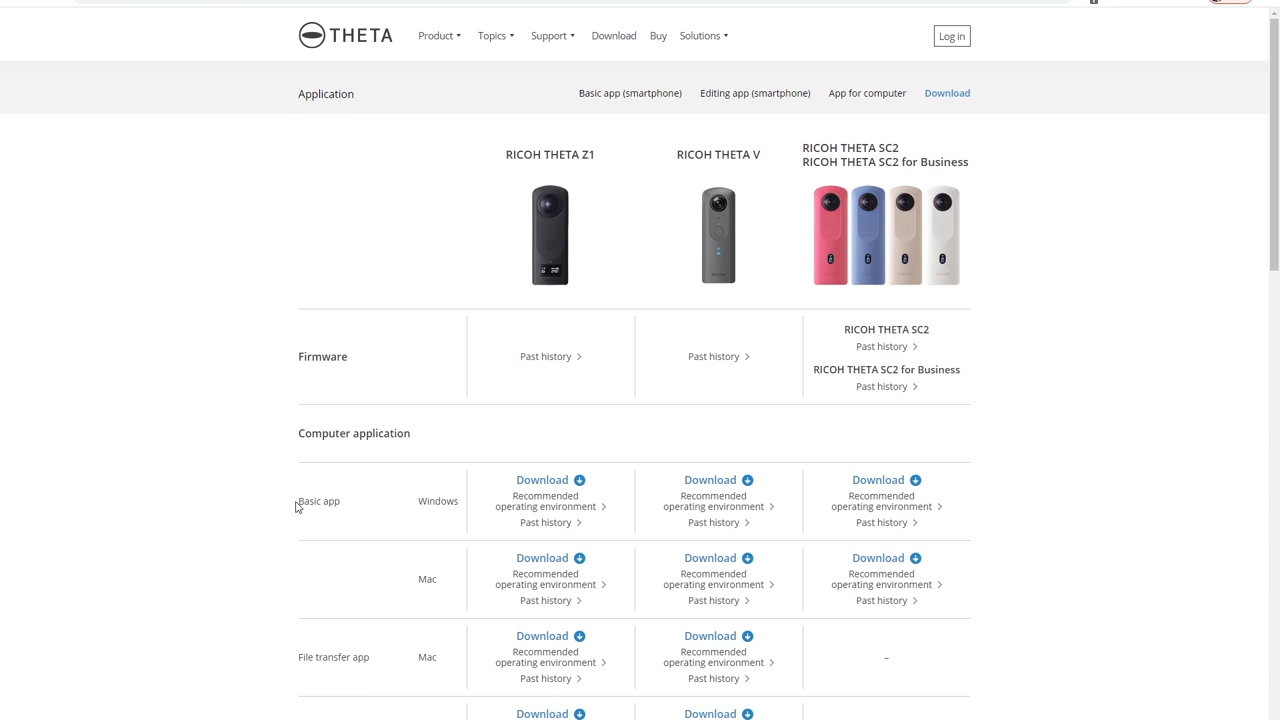 THETA
Product
Topics
Support
Download
Buy
Solutions
Log in
Application
Basic app (smartphone)
Editing app (smartphone)
App for computer
Download
RICOH THETA Z1
RICOH THETA V
RICOH THETA SC2
RICOH THETA SC2 for Business
Firmware
Past history
Past history
RICOH THETA SC2
Past history
RICOH THETA SC2 for Business
Past history
Computer application
Basic app
Windows
Download
Recommended
operating environment
Past history
Download
Recommended
operating environment
Past history
Download
Recommended
operating environment
Past history
Mac
Download
Recommended
operating environment
Past history
Download
Recommended
operating environment
Past history
Download
Recommended
operating environment
Past history
File transfer app
Mac
Download
Recommended
operating environment
Past history
Download
Recommended
operating environment
Past history
–
Download
Download